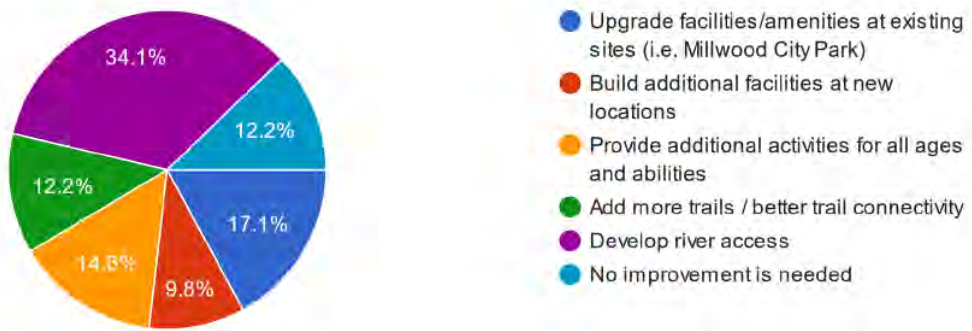 34.1%
12.2%
12.2%
17.1%
14.6%
9.8%
Upgrade facilities/amenities at existing
sites (i.e. Millwood City Park)
Build additional facilities at new
locations
Provide additional activities for all ages
and abilities
Add more trails / better trail connectivity
Develop river access
No improvement is needed